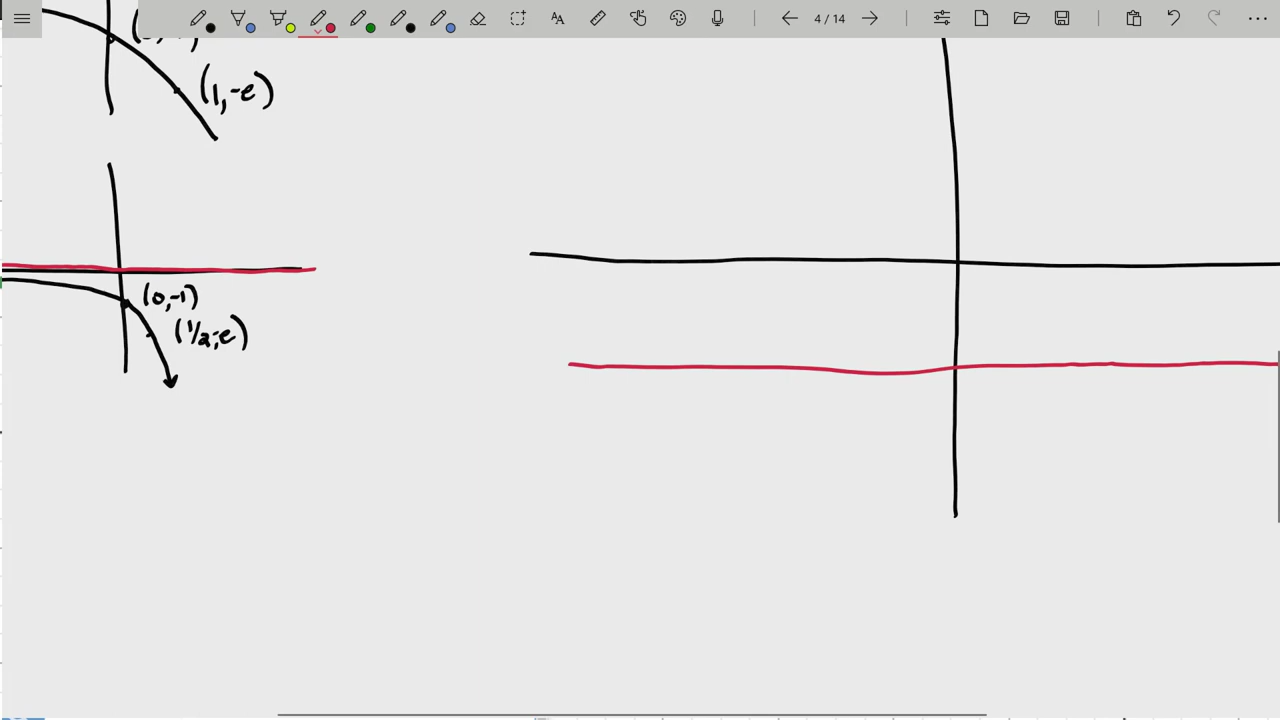 4 / 14
(1, -e)
(0, -1)
(1/2, -e)